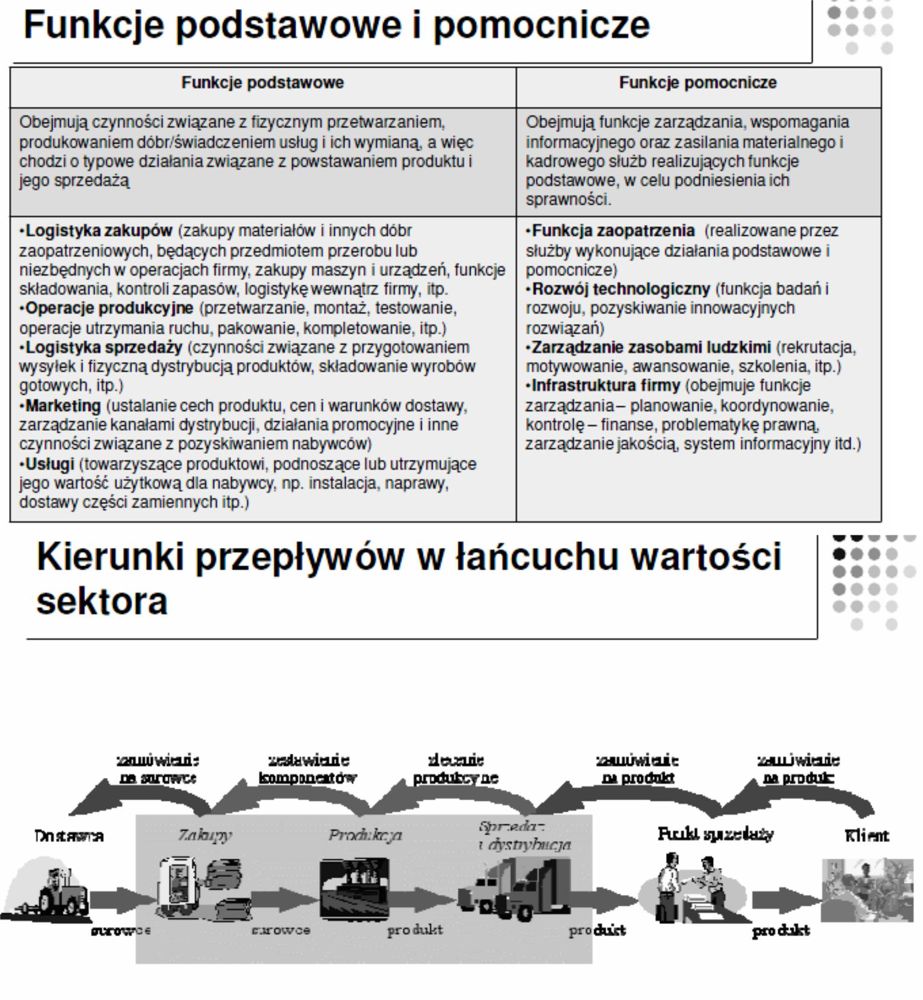 Funkcje podstawowe i pomocnicze
Funkcje podstawowe
Funkcje pomocnicze
Obejmują czynności związane z fizycznym przetwarzaniem,
produkowaniem dóbr/świadczeniem usług i ich wymianą, a więc
chodzi o typowe działania związane z powstawaniem produktu i
jego sprzedażą
Obejmują funkcje zarządzania, wspomagania
informacyjnego oraz zasilania materialnego i
kadrowego służb realizujących funkcje
podstawowe, w celu podniesienia ich
sprawności.
•Logistyka zakupów (zakupy materiałów i innych dóbr
zaopatrzeniowych, będących przedmiotem przerobu lub
niezbędnych w operacjach firmy, zakupy maszyn i urządzeń, funkcje
składowania, kontroli zapasów, logistykę wewnątrz firmy, itp.
•Operacje produkcyjne (przetwarzanie, montaż, testowanie,
operacje utrzymania ruchu, pakowanie, kompletowanie, itp.)
•Logistyka sprzedaży (czynności związane z przygotowaniem
wysyłek i fizyczną dystrybucją produktów, składowanie wyrobów
gotowych, itp.)
•Marketing (ustalanie cech produktu, cen i warunków dostawy,
zarządzanie kanałami dystrybucji, działania promocyjne i inne
czynności związane z pozyskiwaniem nabywców)
•Usługi (towarzyszące produktowi, podnoszące lub utrzymujące
jego wartość użytkową dla nabywcy, np. instalacja, naprawy,
dostawy części zamiennych itp.)
•Funkcja zaopatrzenia (realizowane przez
służby wykonujące działania podstawowe i
pomocnicze)
•Rozwój technologiczny (funkcja badań i
rozwoju, pozyskiwanie innowacyjnych
rozwiązań)
•Zarządzanie zasobami ludzkimi (rekrutacja,
motywowanie, awansowanie, szkolenia, itp.)
•Infrastruktura firmy (obejmuje funkcje
zarządzania – planowanie, koordynowanie,
kontrolę – finanse, problematykę prawną,
zarządzanie jakością, system informacyjny itd.)
Kierunki przepływów w łańcuchu wartości
sektora
zamówienie
na surowce
zestawienie
komponentów
zlecenie
produkcyjne
zamówienie
na produkt
zamówienie
na produkt
Dostawca
Zakupy
Produkcja
Sprzedaż
i dystrybucja
Punkt sprzedaży
Klient
surowce
surowce
produkt
produkt
produkt